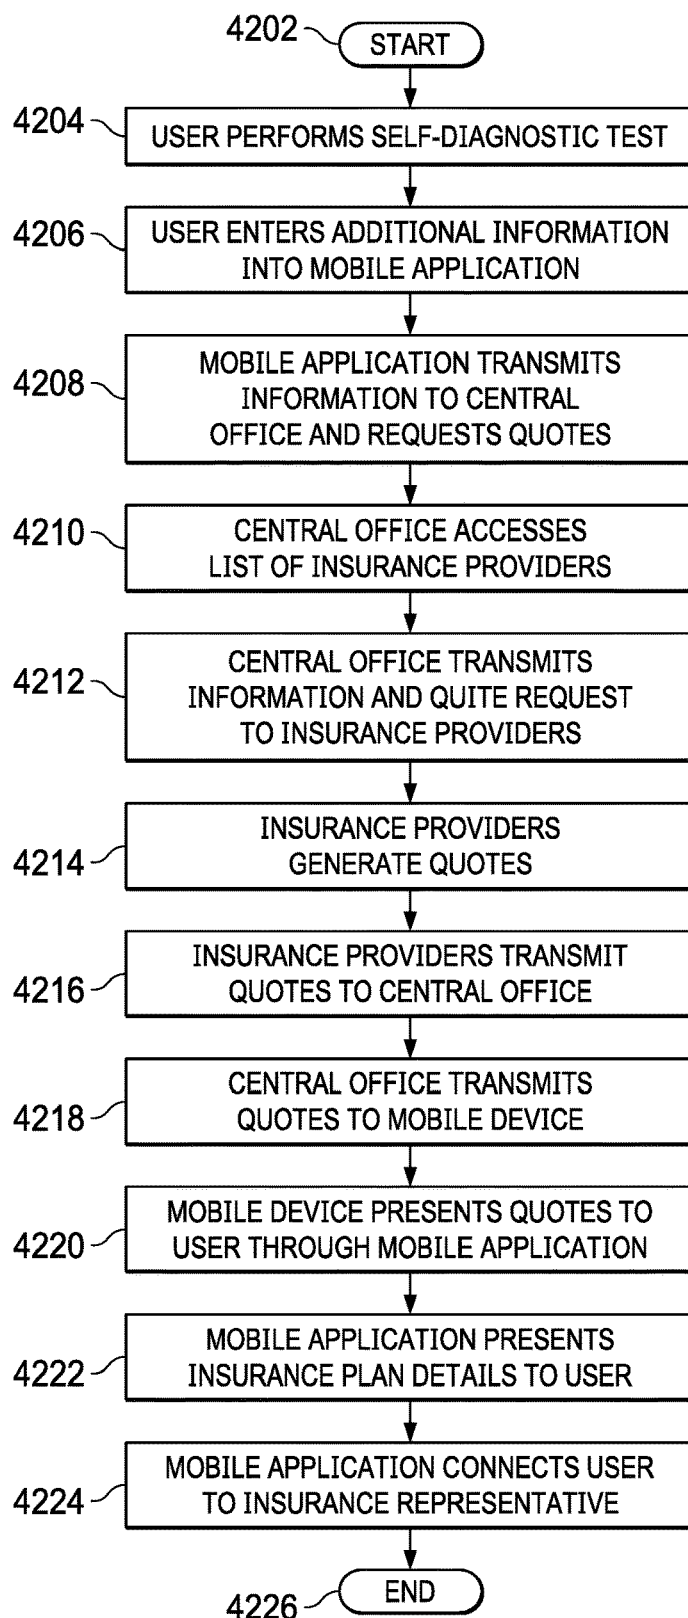 4202
START
4204
USER PERFORMS SELF-DIAGNOSTIC TEST
4206
USER ENTERS ADDITIONAL INFORMATION
INTO MOBILE APPLICATION
4208
MOBILE APPLICATION TRANSMITS
INFORMATION TO CENTRAL
OFFICE AND REQUESTS QUOTES
4210
CENTRAL OFFICE ACCESSES
LIST OF INSURANCE PROVIDERS
4212
CENTRAL OFFICE TRANSMITS
INFORMATION AND QUITE REQUEST
TO INSURANCE PROVIDERS
4214
INSURANCE PROVIDERS
GENERATE QUOTES
4216
INSURANCE PROVIDERS TRANSMIT
QUOTES TO CENTRAL OFFICE
4218
CENTRAL OFFICE TRANSMITS
QUOTES TO MOBILE DEVICE
4220
MOBILE DEVICE PRESENTS QUOTES TO
USER THROUGH MOBILE APPLICATION
4222
MOBILE APPLICATION PRESENTS
INSURANCE PLAN DETAILS TO USER
4224
MOBILE APPLICATION CONNECTS USER
TO INSURANCE REPRESENTATIVE
4226
END